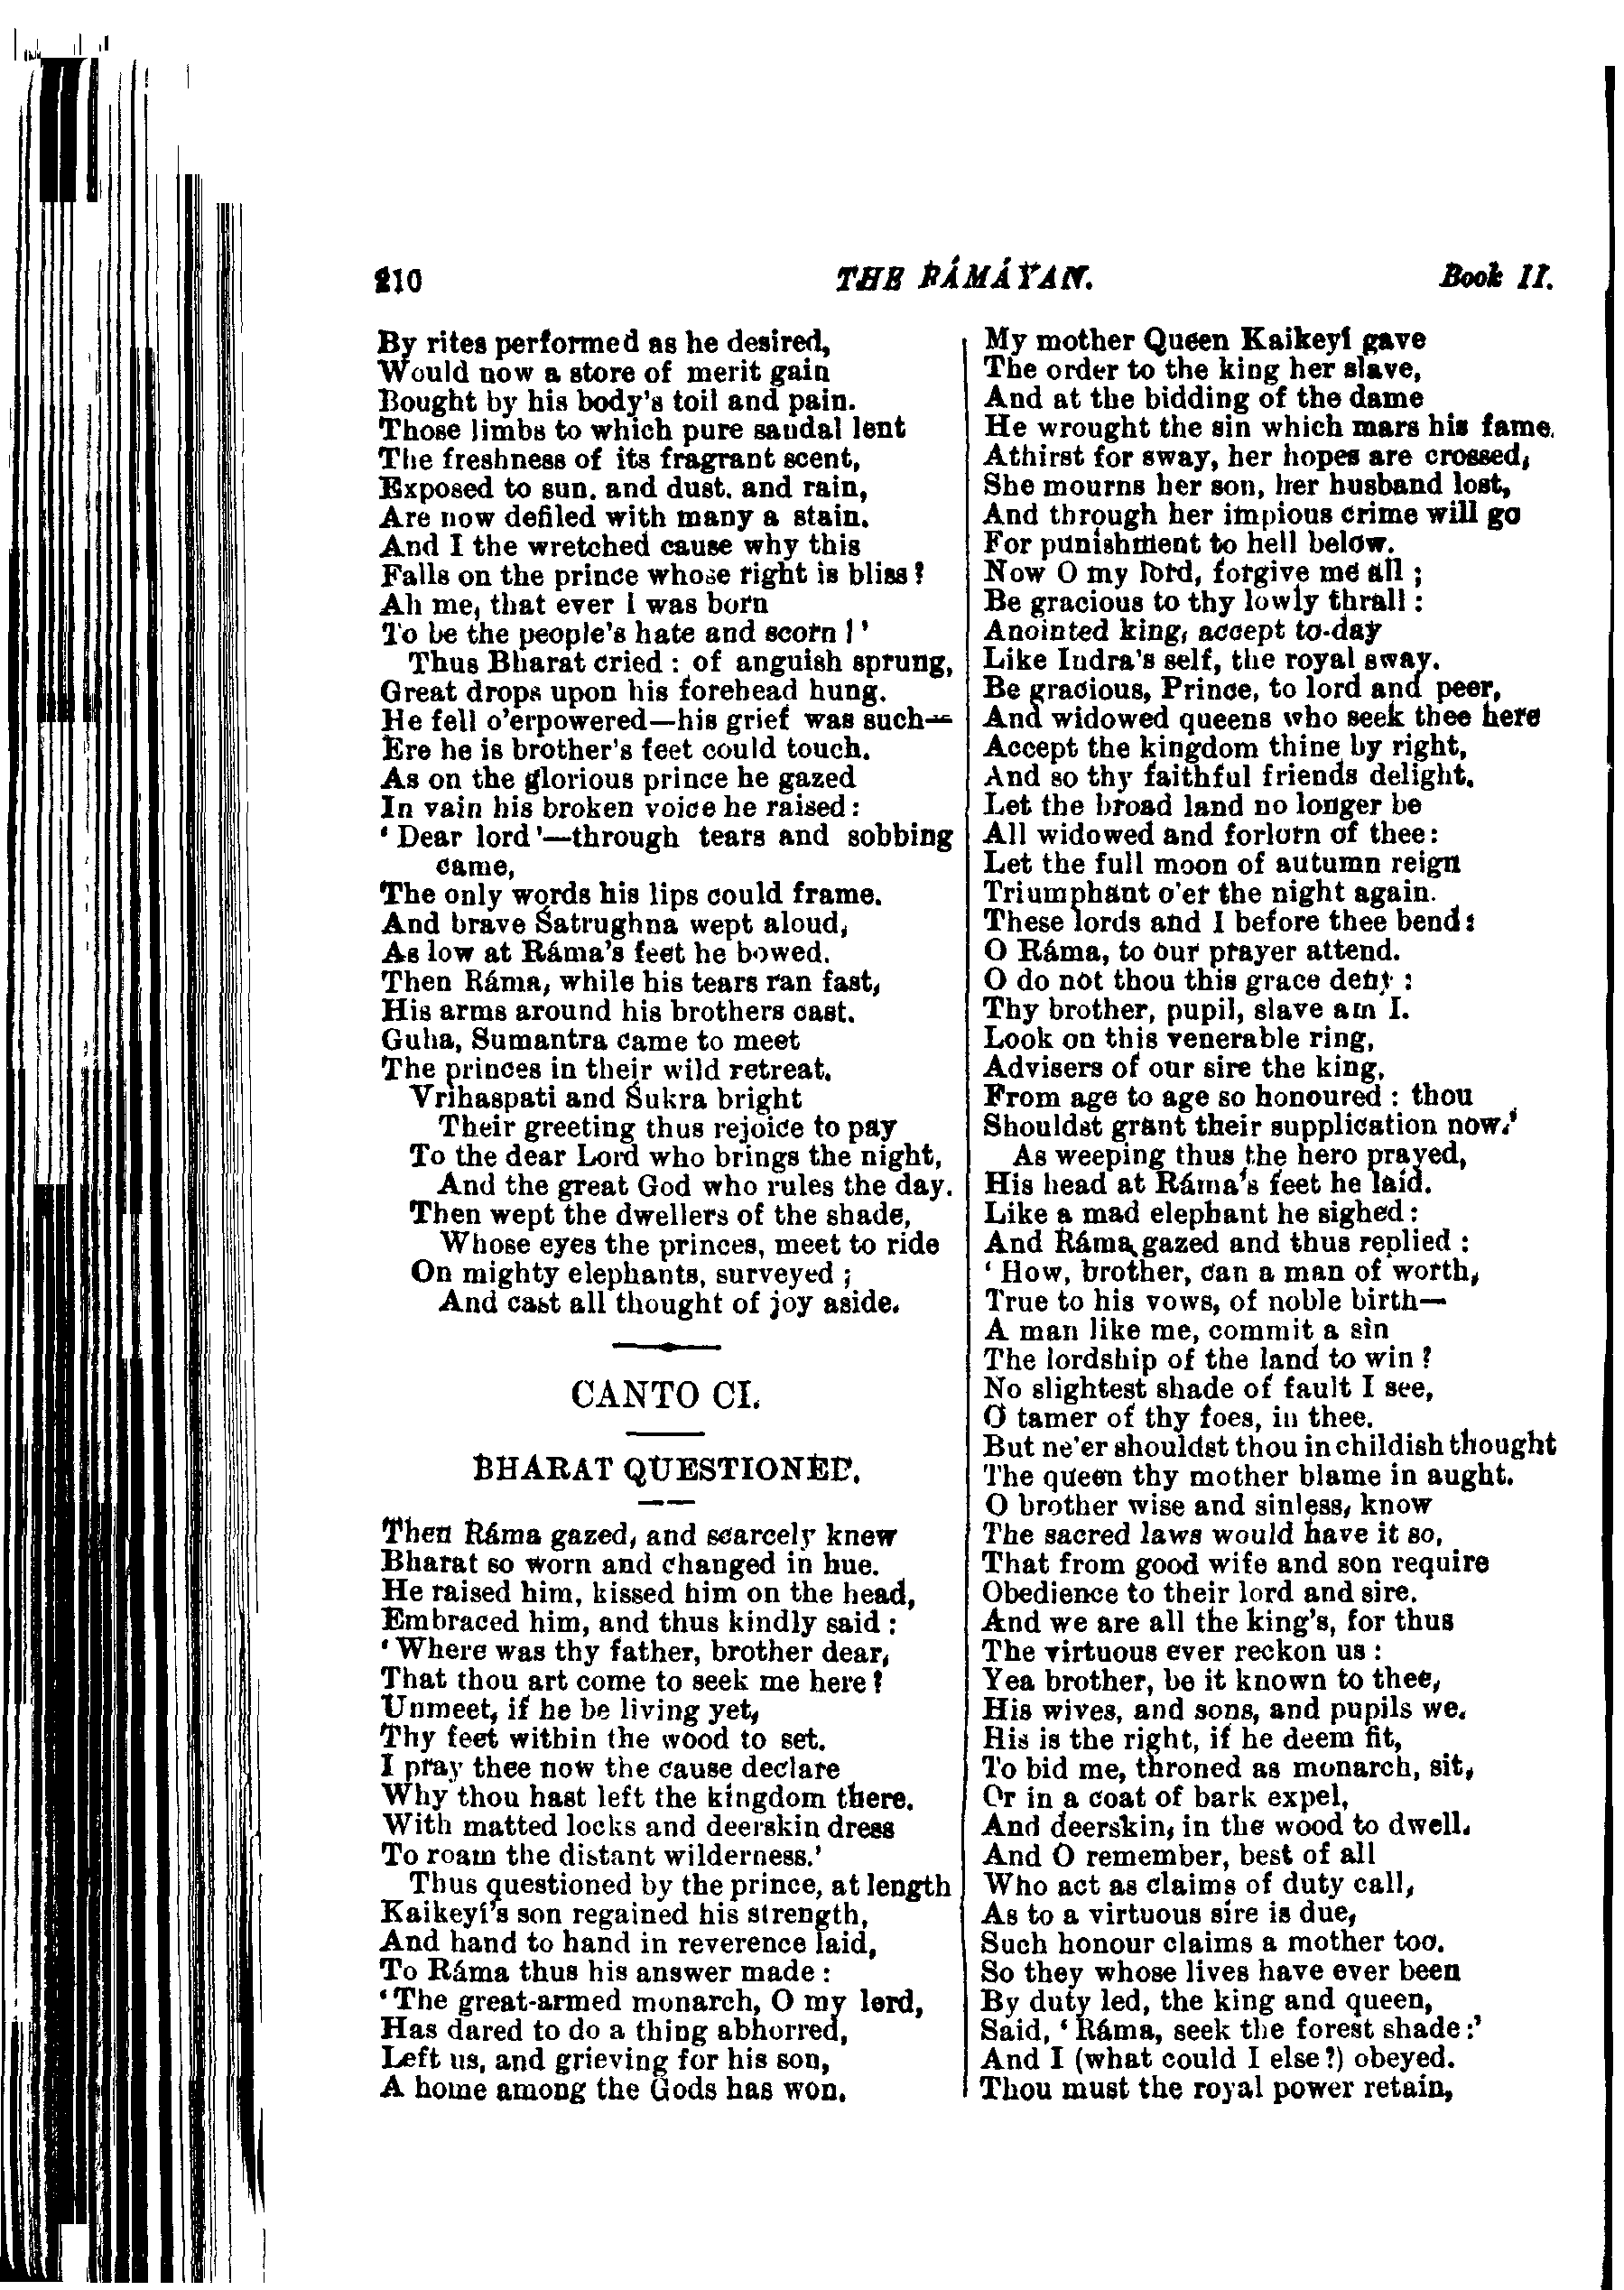 210 THE RÁMÁYAN. Book II.
By rites performed as he desired,
Would now a store of merit gain
Bought by his body's toil and pain.
Those limbs to which pure sandal lent
The freshness of its fragrant scent,
Exposed to sun. and dust. and rain,
Are now defiled with many a stain.
And I the wretched cause why this
Falls on the prince whose right is bliss?
Ah me, that ever I was born
To be the people's hate and scorn!'
Thus Bharat cried: of anguish sprung,
Great drops upon his forehead hung.
He fell o'erpowered—his grief was such—
Ere he is brother's feet could touch.
As on the glorious prince he gazed
In vain his broken voice he raised:
'Dear lord'—through tears and sobbing
came,
The only words his lips could frame.
And brave Śatrughna wept aloud,
As low at Ráma's feet he bowed.
Then Ráma, while his tears ran fast,
His arms around his brothers cast.
Guha, Sumantra came to meet
The princes in their wild retreat.
Vrihaspati and Śukra bright
Their greeting thus rejoice to pay
To the dear Lord who brings the night,
And the great God who rules the day.
Then wept the dwellers of the shade,
Whose eyes the princes, meet to ride
On mighty elephants, surveyed;
And cast all thought of joy aside.
CANTO CI.
BHARAT QUESTIONED.
Then Ráma gazed, and scarcely knew
Bharat so worn and changed in hue.
He raised him, kissed him on the head,
Embraced him, and thus kindly said:
'Where was thy father, brother dear,
That thou art come to seek me here?
Unmeet, if he be living yet,
Thy feet within the wood to set.
I pray thee now the cause declare
Why thou hast left the kingdom there.
With matted locks and deerskin dress
To roam the distant wilderness.'
Thus questioned by the prince, at length
Kaikeyí's son regained his strength,
And hand to hand in reverence laid,
To Ráma thus his answer made:
'The great-armed monarch, O my lord,
Has dared to do a thing abhorred,
Left us, and grieving for his son,
A home among the Gods has won.
My mother Queen Kaikeyí gave
The order to the king her slave,
And at the bidding of the dame
He wrought the sin which mars his fame.
Athirst for sway, her hopes are crossed,
She mourns her son, her husband lost,
And through her impious crime will go
For punishment to hell below.
Now O my lord, forgive me all;
Be gracious to thy lowly thrall:
Anointed king, accept to-day
Like Indra's self, the royal sway.
Be gracious, Prince, to lord and peer,
And widowed queens who seek thee here
Accept the kingdom thine by right,
And so thy faithful friends delight.
Let the broad land no longer be
All widowed and forlorn of thee:
Let the full moon of autumn reign
Triumphant o'er the night again.
These lords and I before thee bend:
O Ráma, to our prayer attend.
O do not thou this grace deny:
Thy brother, pupil, slave am I.
Look on this venerable ring,
Advisers of our sire the king,
From age to age so honoured: thou
Shouldst grant their supplication now.'
As weeping thus the hero prayed,
His head at Ráma's feet he laid.
Like a mad elephant he sighed:
And Ráma gazed and thus replied:
'How, brother, can a man of worth,
True to his vows, of noble birth—
A man like me, commit a sin
The lordship of the land to win?
No slightest shade of fault I see,
O tamer of thy foes, in thee.
But ne'er shouldst thou in childish thought
The queen thy mother blame in aught.
O brother wise and sinless, know
The sacred laws would have it so,
That from good wife and son require
Obedience to their lord and sire.
And we are all the king's, for thus
The virtuous ever reckon us:
Yea brother, be it known to thee,
His wives, and sons, and pupils we.
His is the right, if he deem fit,
To bid me, throned as monarch, sit,
Or in a coat of bark expel,
And deerskin, in the wood to dwell.
And O remember, best of all
Who act as claims of duty call,
As to a virtuous sire is due,
Such honour claims a mother too.
So they whose lives have ever been
By duty led, the king and queen,
Said, 'Ráma, seek the forest shade:'
And I (what could I else?) obeyed.
Thou must the royal power retain,